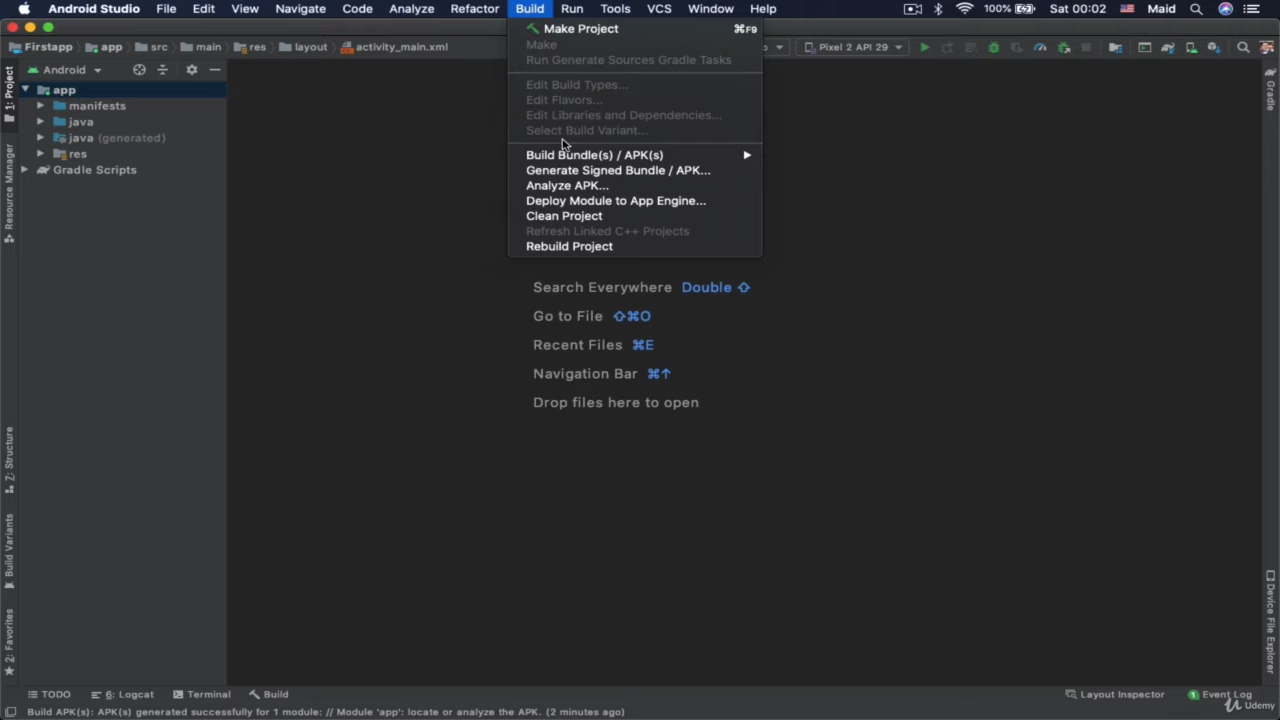 Android Studio File Edit View Navigate Code Analyze Refactor Build Run Tools VCS Window Help 100% Sat 00:02 Maid
Firstapp app src main res layout activity_main.xml Pixel 2 API 29
Android
app
manifests
java
java (generated)
res
Gradle Scripts
1: Project
Resource Manager
Z: Structure
Build Variants
2: Favorites
Make Project ⌘F9
Make
Run Generate Sources Gradle Tasks
Edit Build Types...
Edit Flavors...
Edit Libraries and Dependencies...
Select Build Variant...
Build Bundle(s) / APK(s)
Generate Signed Bundle / APK...
Analyze APK...
Deploy Module to App Engine...
Clean Project
Refresh Linked C++ Projects
Rebuild Project
Search Everywhere Double ⇧
Go to File ⇧⌘O
Recent Files ⌘E
Navigation Bar ⌘↑
Drop files here to open
Gradle
Device File Explorer
TODO 6: Logcat Terminal Build Layout Inspector 1 Event Log
Build APK(s): APK(s) generated successfully for 1 module: // Module 'app': locate or analyze the APK. (2 minutes ago)
Udemy